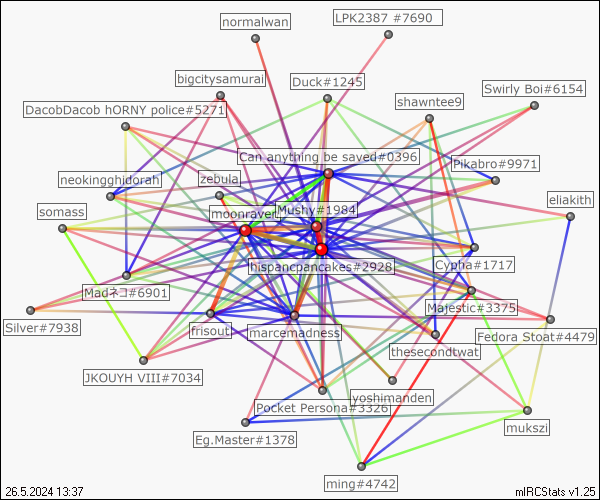 LPK2387 #7690
normalwan
bigcitysamurai
Duck#1245
Swirly Boi#6154
shawntee9
DacobDacob hORNY police#5271
Can anything be saved#0396
Pikabro#9971
neokingghidorah
zebula
eliakith
somass
moonraven
Mushy#1984
hispancpancakes#2928
Cyptia#1717
Madネコ#6901
Majestic#3375
Silver#7938
frisout
marcemadness
Fedora Stoat#4479
thesecondtwat
JKOUYH VIII#7034
yoshimanden
Pocket Persona#3326
mukszi
Eg.Master#1378
ming#4742
26.5.2024 13:37
mIRCStats v1.25